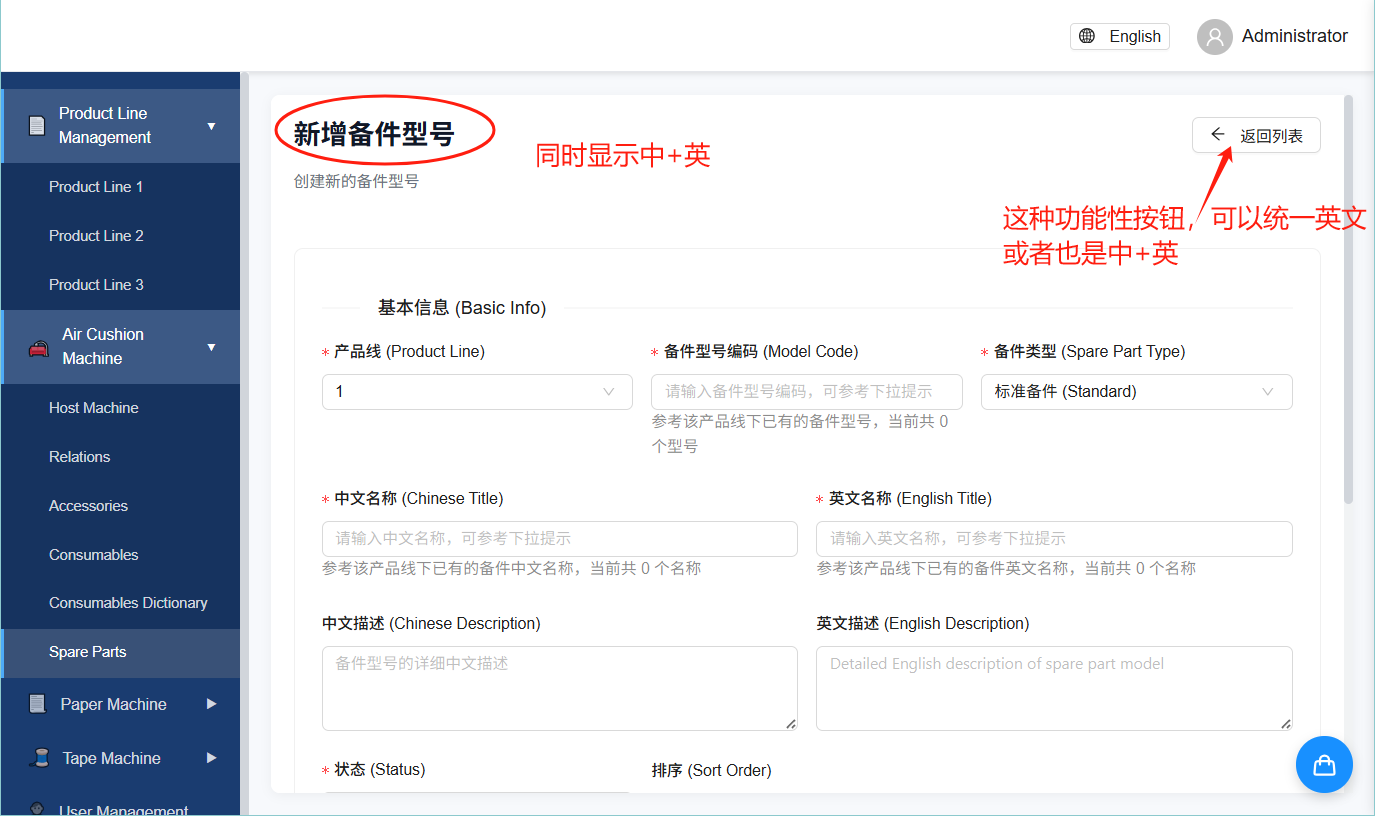 English
Administrator
Product Line
Management
Product Line 1
Product Line 2
Product Line 3
Air Cushion
Machine
Host Machine
Relations
Accessories
Consumables
Consumables Dictionary
Spare Parts
Paper Machine
Tape Machine
User Management
新增备件型号
同时显示中+英
返回列表
创建新的备件型号
这种功能性按钮，可以统一英文
或者也是中+英
基本信息 (Basic Info)
* 产品线 (Product Line)
* 备件型号编码 (Model Code)
* 备件类型 (Spare Part Type)
1
请输入备件型号编码，可参考下拉提示
标准备件 (Standard)
参考该产品线下已有的备件型号，当前共 0
个型号
* 中文名称 (Chinese Title)
* 英文名称 (English Title)
请输入中文名称，可参考下拉提示
请输入英文名称，可参考下拉提示
参考该产品线下已有的备件中文名称，当前共 0 个名称
参考该产品线下已有的备件英文名称，当前共 0 个名称
中文描述 (Chinese Description)
英文描述 (English Description)
备件型号的详细中文描述
Detailed English description of spare part model
* 状态 (Status)
排序 (Sort Order)